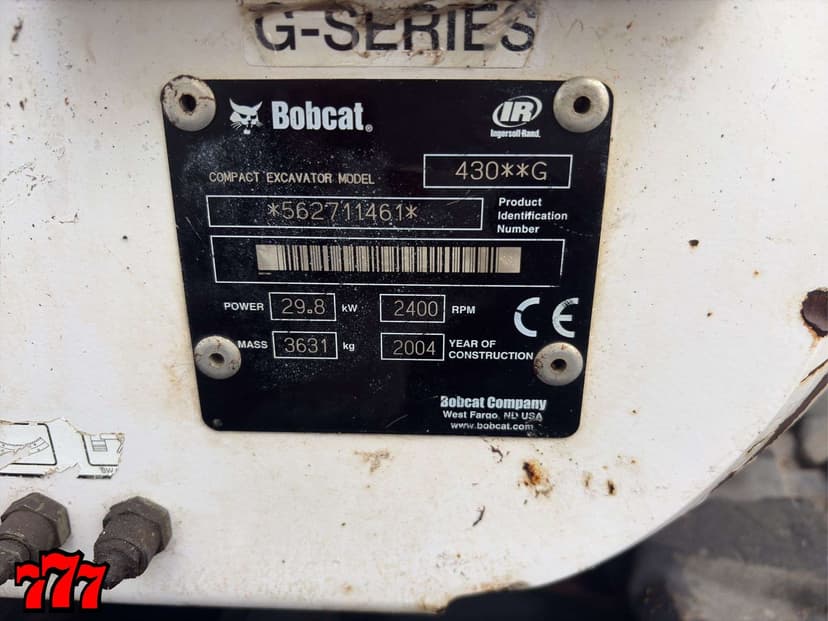 G-SERIES
Bobcat®
IR
Ingersoll-Rand®
COMPACT EXCAVATOR MODEL 430**G
*562711461* Product
Identification
Number
POWER 29.8 kW 2400 RPM
CE
MASS 3631 kg 2004 YEAR OF
CONSTRUCTION
Bobcat Company
West Fargo, ND USA
www.bobcat.com
777